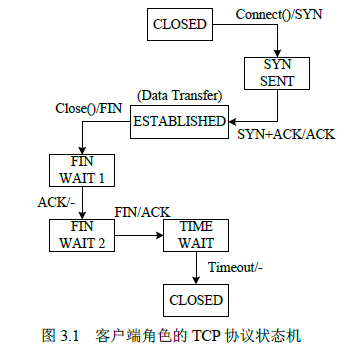 Connect()/SYN
CLOSED
SYN
SENT
(Data Transfer)
Close()/FIN
ESTABLISHED
SYN+ACK/ACK
FIN
WAIT 1
ACK/-
FIN/ACK
FIN
WAIT 2
TIME
WAIT
Timeout/-
CLOSED
图 3.1 客户端角色的 TCP 协议状态机